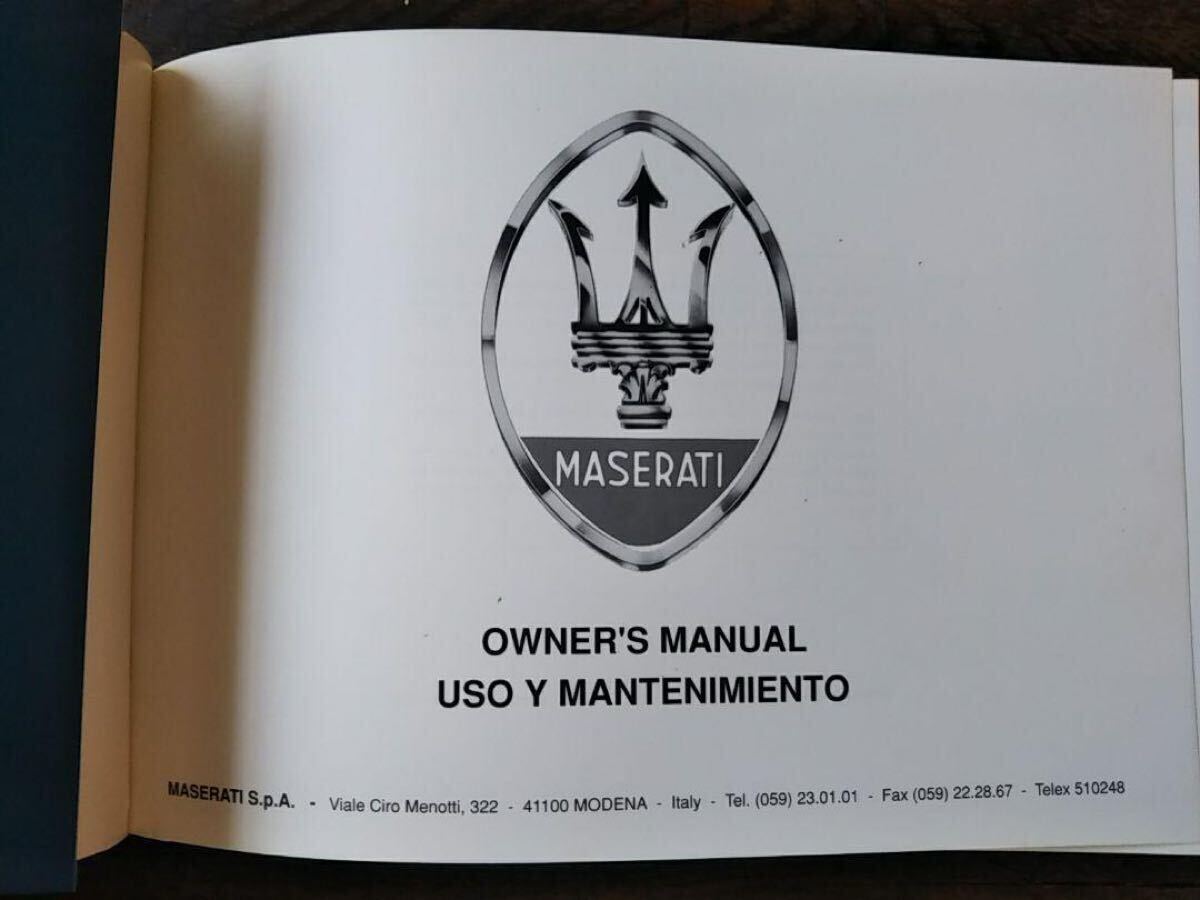 MASERATI
OWNER'S MANUAL
USO Y MANTENIMIENTO
MASERATI S.p.A. - Viale Ciro Menotti, 322 - 41100 MODENA - Italy - Tel. (059) 23.01.01 - Fax (059) 22.28.67 - Telex 510248